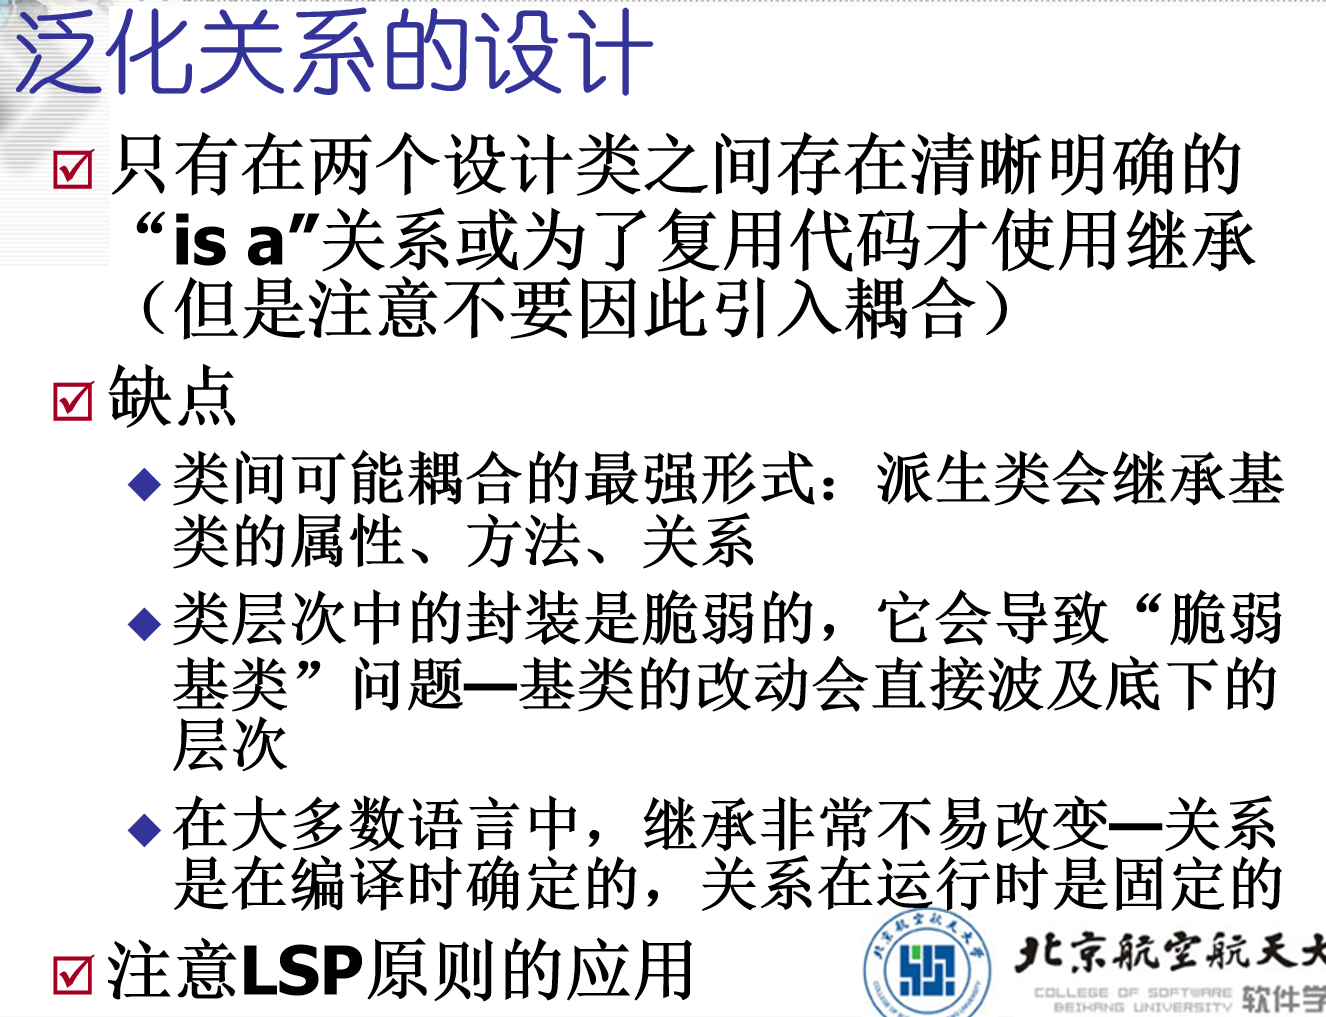 泛化关系的设计
只有在两个设计类之间存在清晰明确的
“is a”关系或为了复用代码才使用继承
（但是注意不要因此引入耦合）
缺点
类间可能耦合的最强形式：派生类会继承基
类的属性、方法、关系
类层次中的封装是脆弱的，它会导致“脆弱
基类”问题—基类的改动会直接波及底下的
层次
在大多数语言中，继承非常不易改变—关系
是在编译时确定的，关系在运行时是固定的
注意LSP原则的应用
北京航空航天大
COLLEGE OF SOFTWARE
BEIHANG UNIVERSITY
软件学